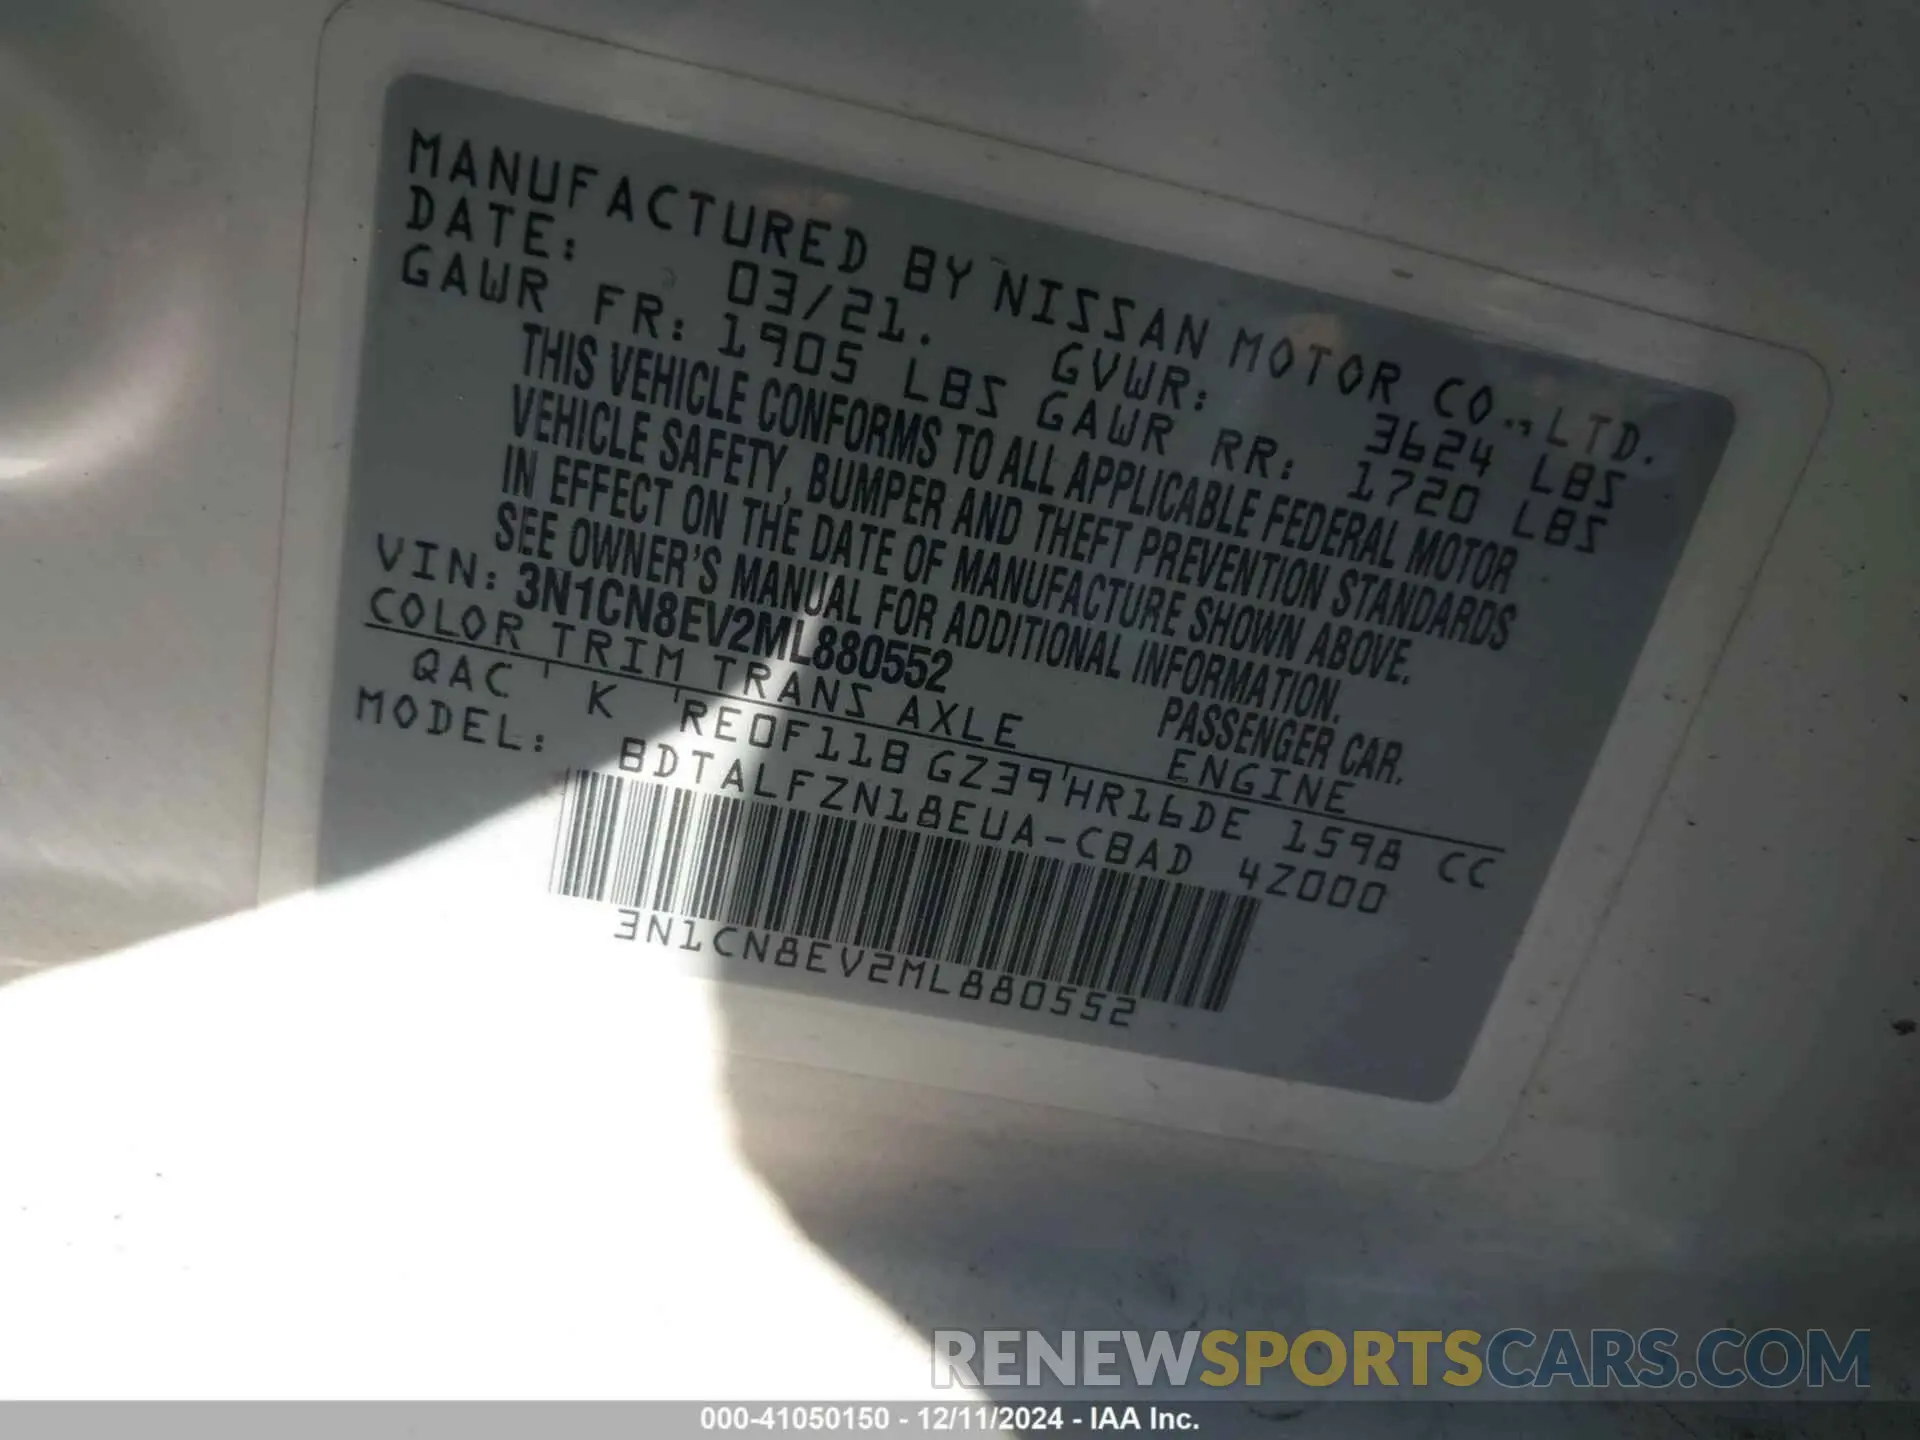 MANUFACTURED BY NISSAN MOTOR CO., LTD.
DATE: 03/21. GVWR: 3624 LBS
GAWR FR: 1905 LBS GAWR RR: 1720 LBS
THIS VEHICLE CONFORMS TO ALL APPLICABLE FEDERAL MOTOR
VEHICLE SAFETY, BUMPER AND THEFT PREVENTION STANDARDS
IN EFFECT ON THE DATE OF MANUFACTURE SHOWN ABOVE.
SEE OWNER'S MANUAL FOR ADDITIONAL INFORMATION.
VIN: 3N1CN8EV2ML880552 PASSENGER CAR.
COLOR TRIM TRANS AXLE ENGINE
QAC K RE0F11B GZ39 HR16DE 1598 CC
MODEL: BDTALFZN18EUA-CBAD 4Z000
3N1CN8EV2ML880552
RENEWSPORTSCARS.COM
000-41050150 - 12/11/2024 - IAA Inc.